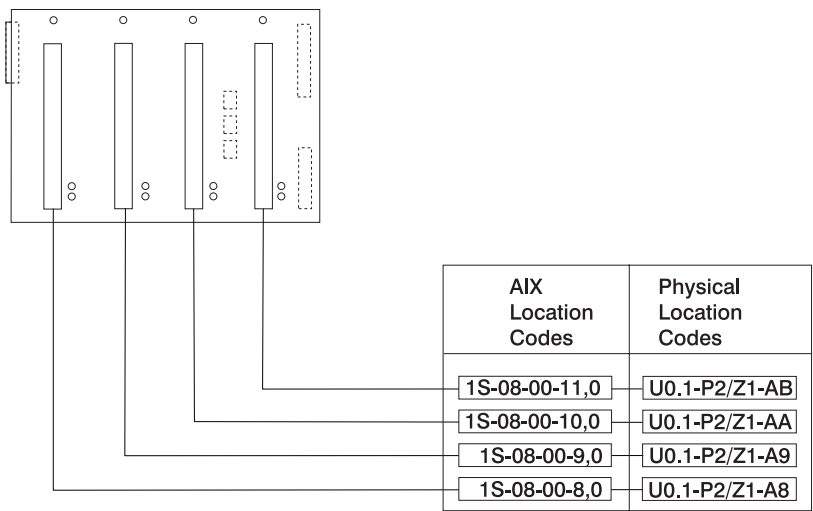 AIX Location Codes
Physical Location Codes
1S-08-00-11,0 U0.1-P2/Z1-AB
1S-08-00-10,0 U0.1-P2/Z1-AA
1S-08-00-9,0 U0.1-P2/Z1-A9
1S-08-00-8,0 U0.1-P2/Z1-A8